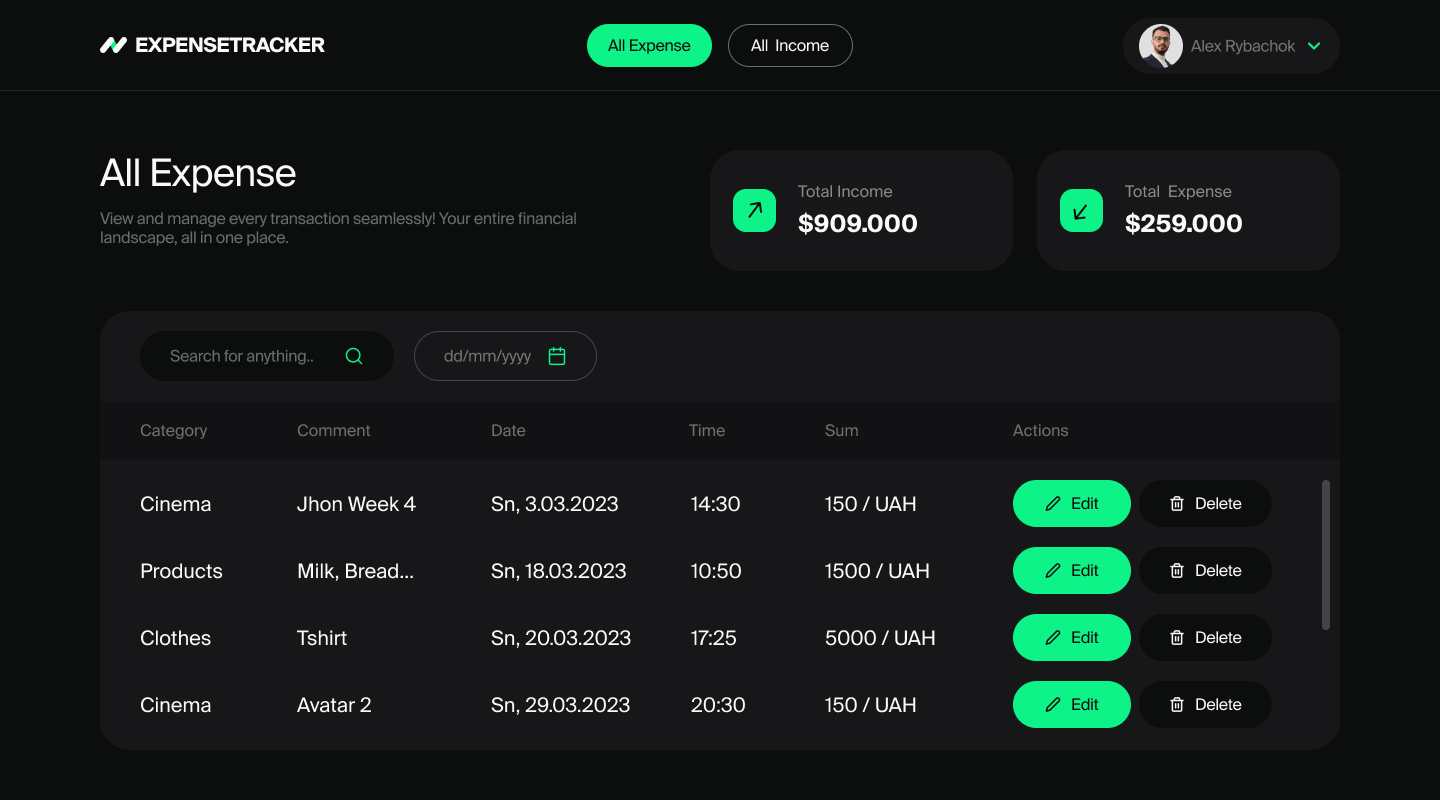 EXPENSETRACKER
All Expense
All Income
Alex Rybachok
All Expense
View and manage every transaction seamlessly! Your entire financial
landscape, all in one place.
Total Income
$909.000
Total Expense
$259.000
Search for anything..
dd/mm/yyyy
Category Comment Date Time Sum Actions
Cinema Jhon Week 4 Sn, 3.03.2023 14:30 150 / UAH Edit Delete
Products Milk, Bread... Sn, 18.03.2023 10:50 1500 / UAH Edit Delete
Clothes Tshirt Sn, 20.03.2023 17:25 5000 / UAH Edit Delete
Cinema Avatar 2 Sn, 29.03.2023 20:30 150 / UAH Edit Delete